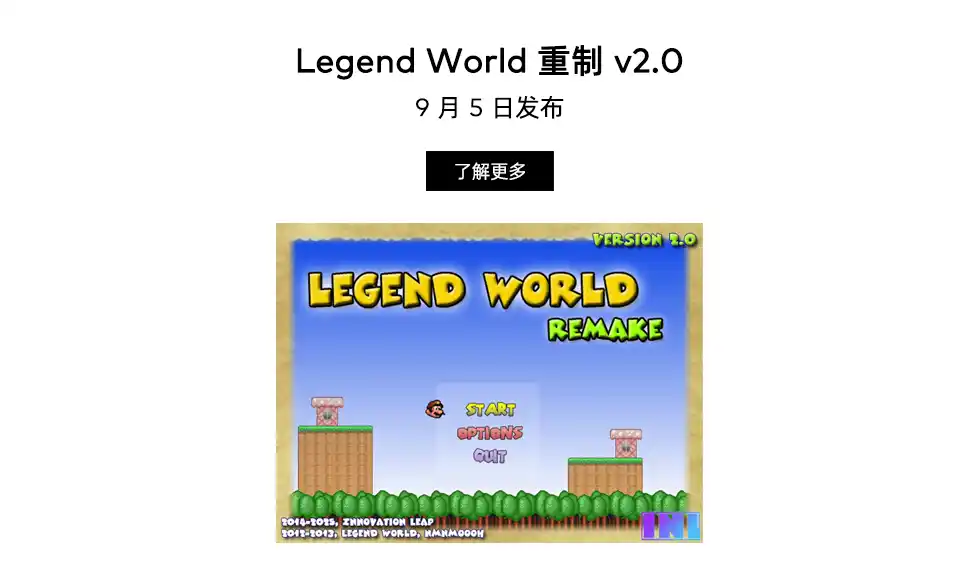 Legend World 重制 v2.0
9 月 5 日发布
了解更多
VERSION 2.0
LEGEND WORLD
REMAKE
START
OPTIONS
QUIT
2014-2025, INNOVATION LEAP
2012-2013, LEGEND WORLD, NMNMOOOH
INL